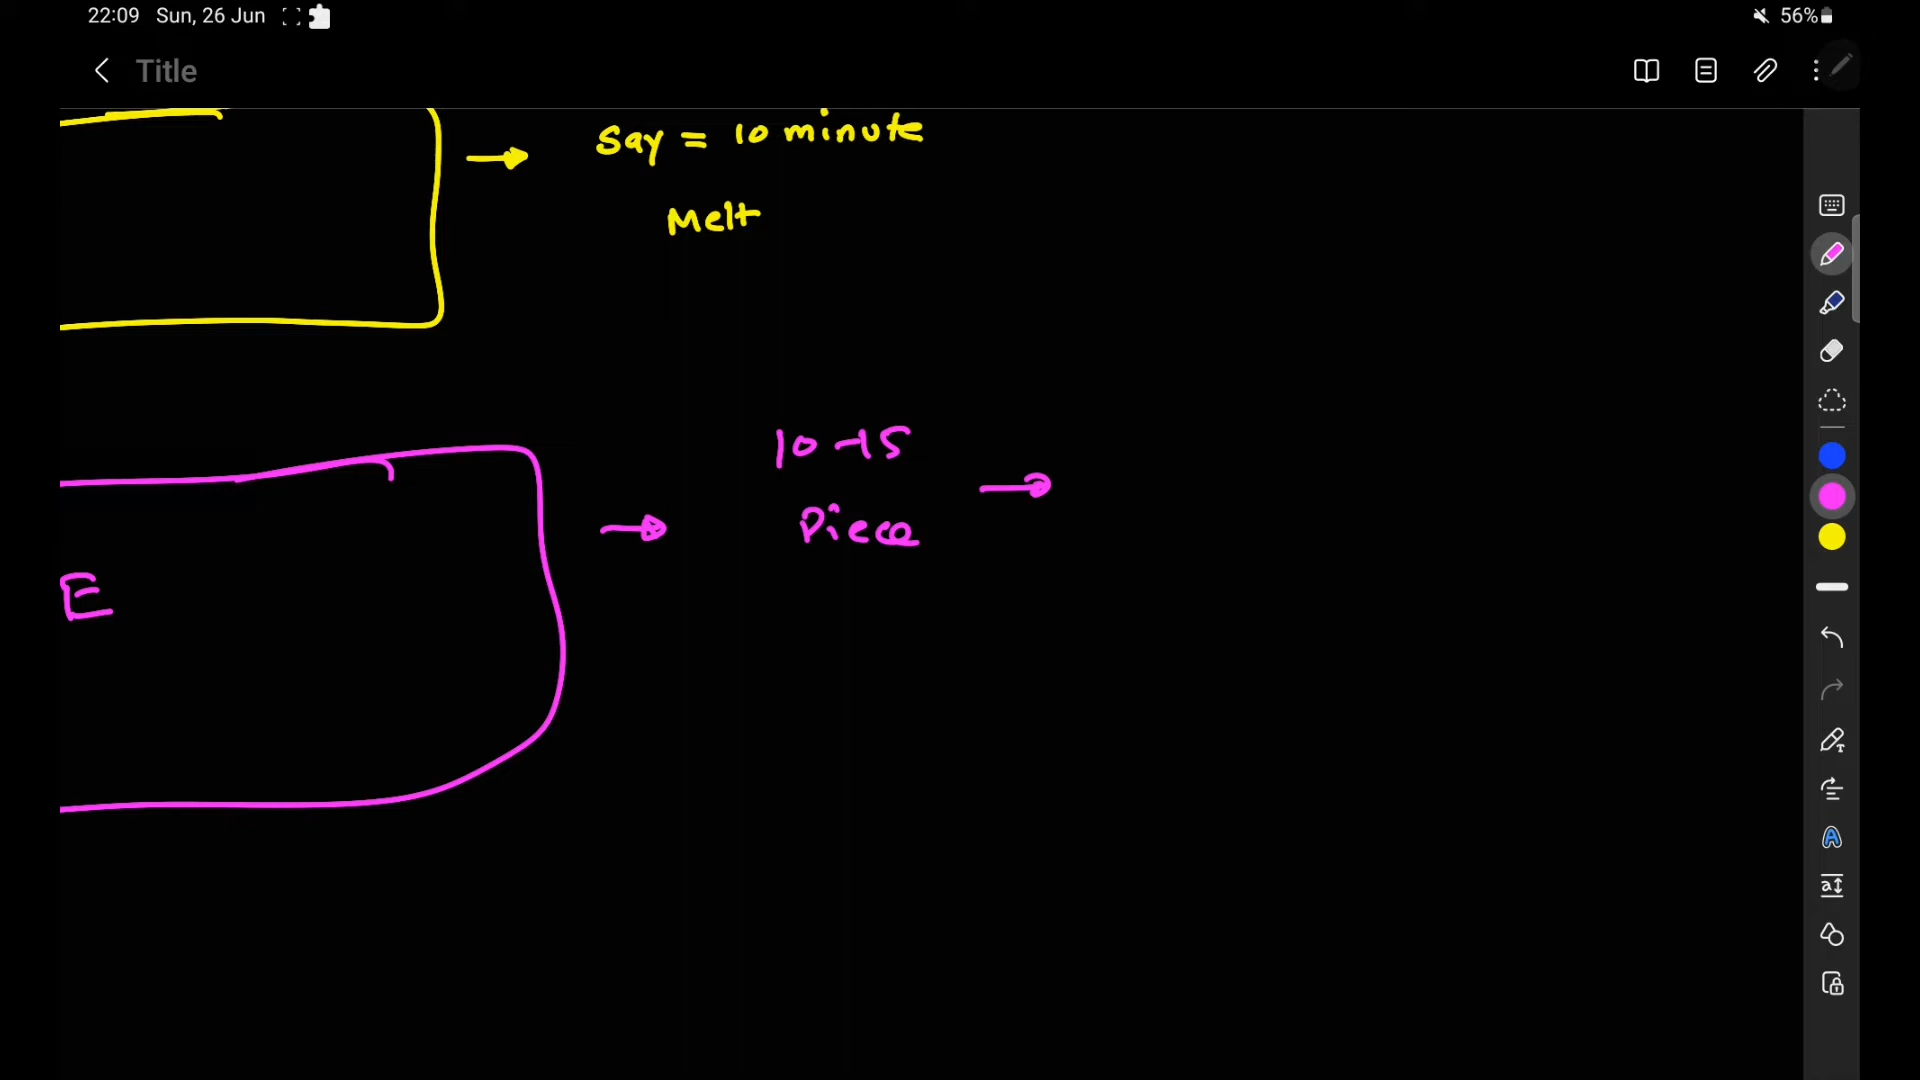 22:09 Sun, 26 Jun 56%
Title
Say = 10 minute
Melt
10-15
Piece
E